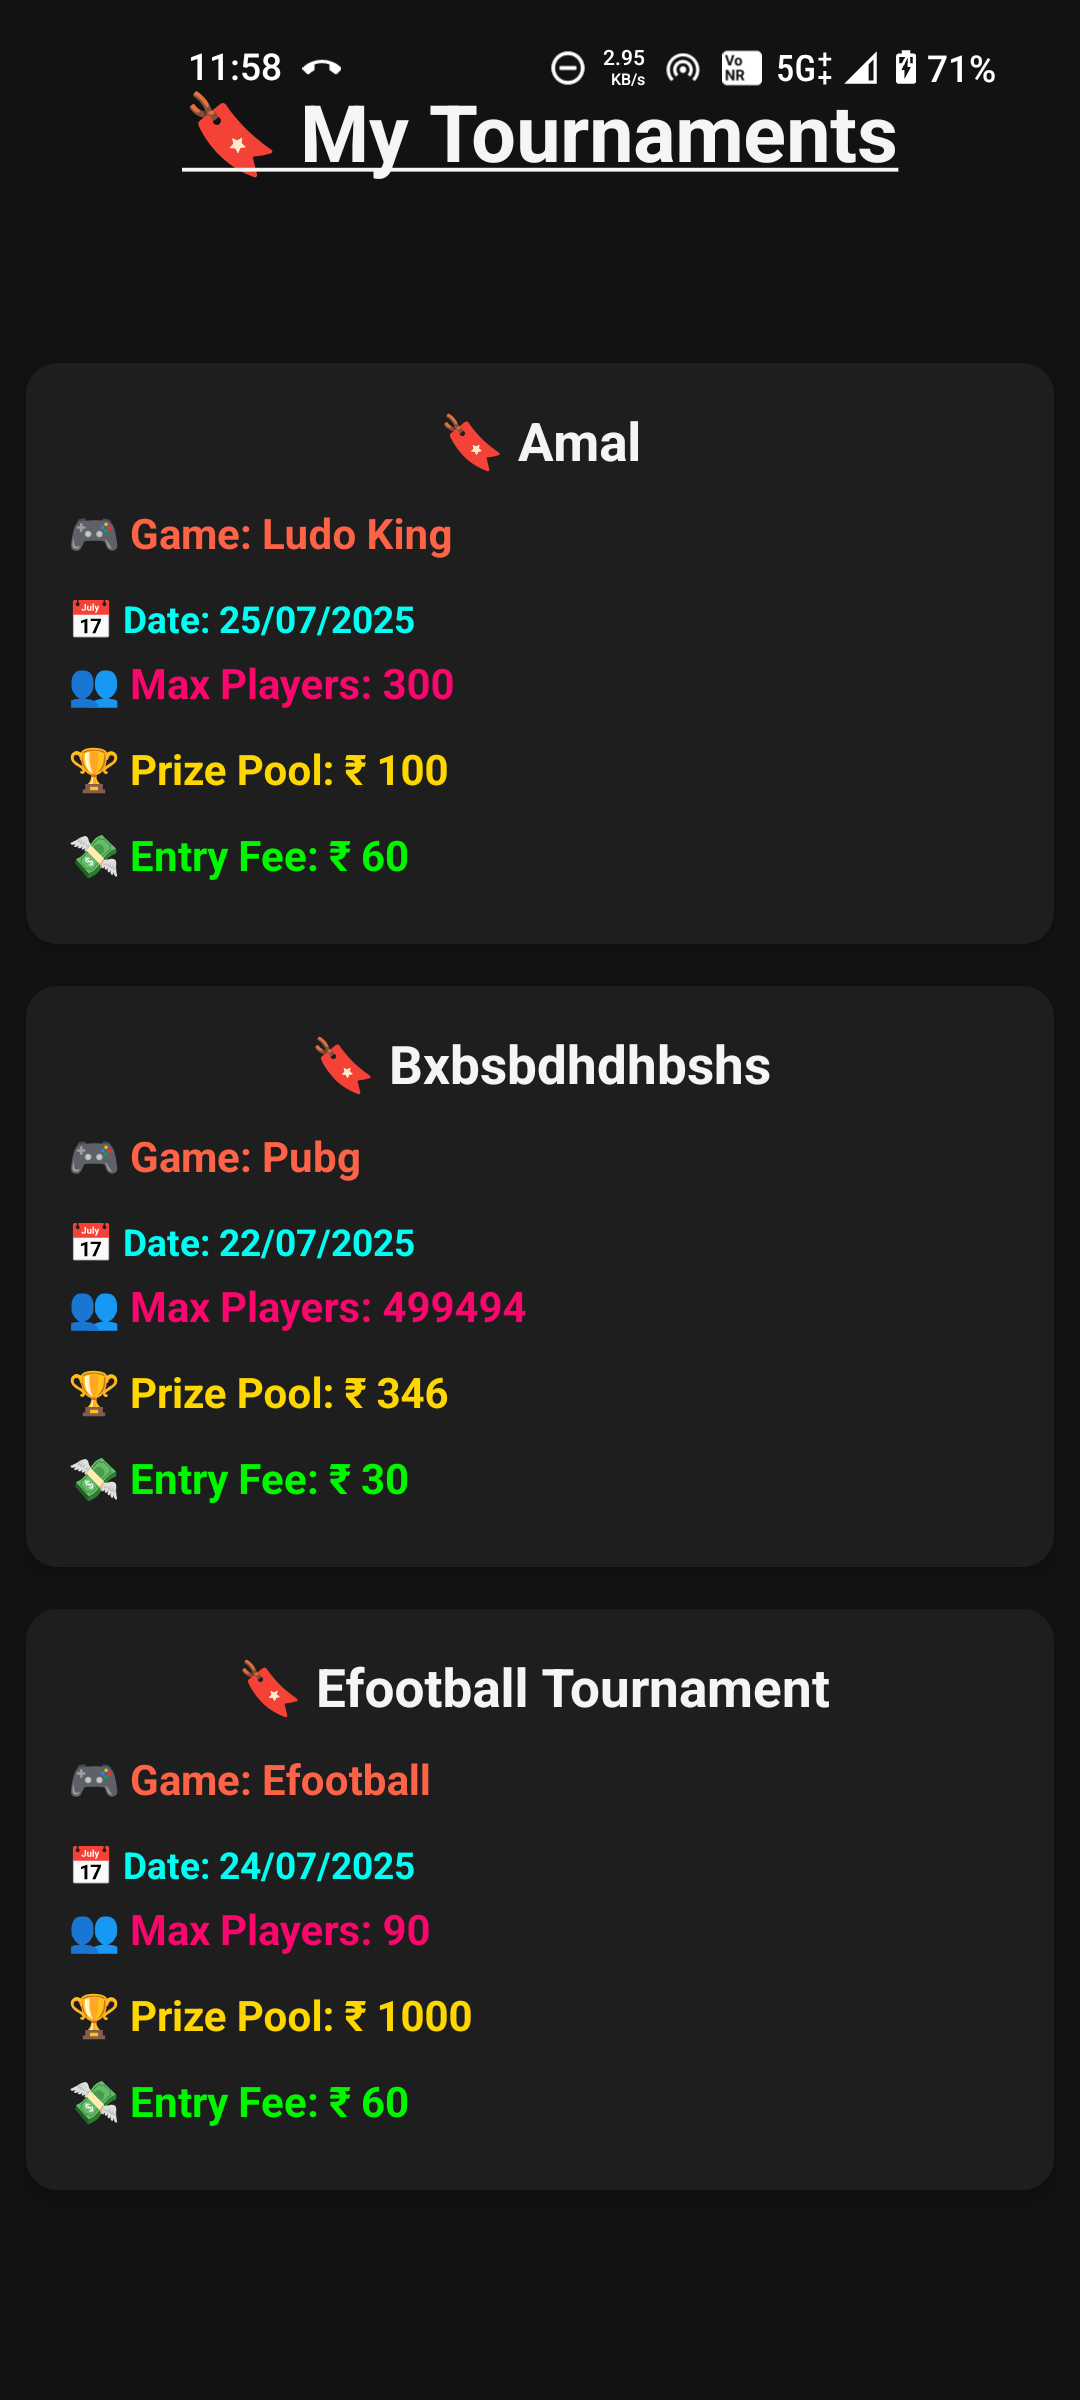 11:58 2.95 KB/s Vo NR 5G 71%
My Tournaments
Amal
Game: Ludo King
July 17 Date: 25/07/2025
Max Players: 300
Prize Pool: ₹ 100
Entry Fee: ₹ 60
Bxbsbdhdhbshs
Game: Pubg
July 17 Date: 22/07/2025
Max Players: 499494
Prize Pool: ₹ 346
Entry Fee: ₹ 30
Efootball Tournament
Game: Efootball
July 17 Date: 24/07/2025
Max Players: 90
Prize Pool: ₹ 1000
Entry Fee: ₹ 60